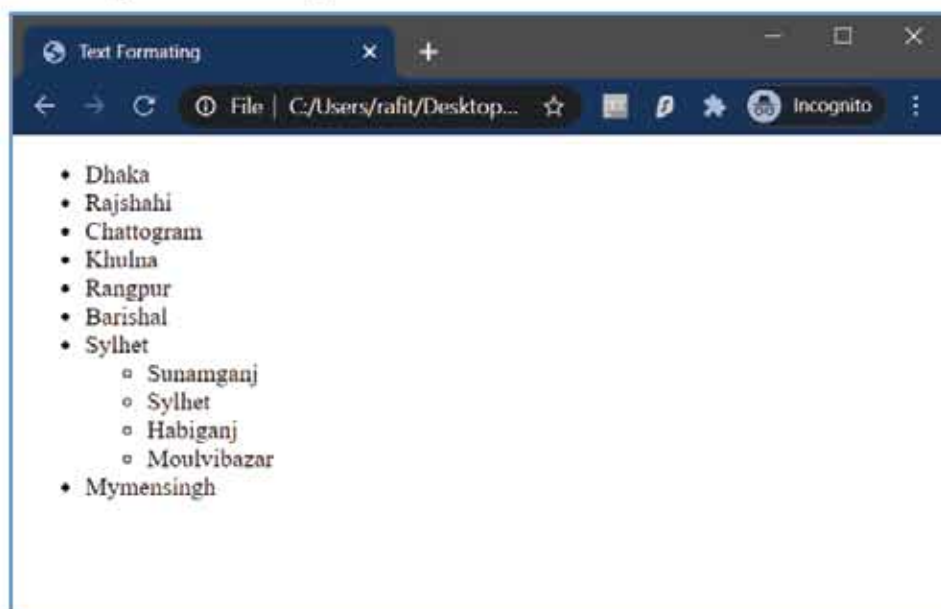 Text Formating
File | C:/Users/rafit/Desktop...
Incognito
• Dhaka
• Rajshahi
• Chattogram
• Khulna
• Rangpur
• Barishal
• Sylhet
◦ Sunamganj
◦ Sylhet
◦ Habiganj
◦ Moulvibazar
• Mymensingh